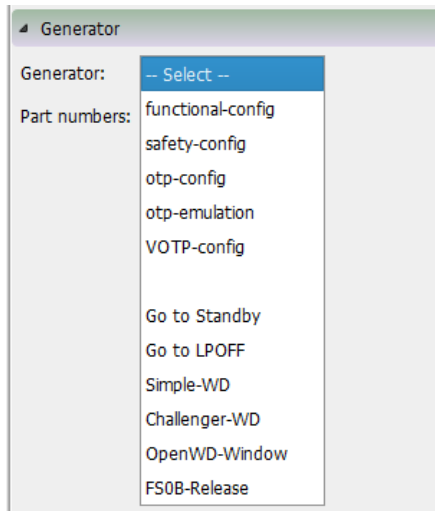 Generator
Generator:
-- Select --
Part numbers:
functional-config
safety-config
otp-config
otp-emulation
VOTP-config
Go to Standby
Go to LPOFF
Simple-WD
Challenger-WD
OpenWD-Window
FS0B-Release